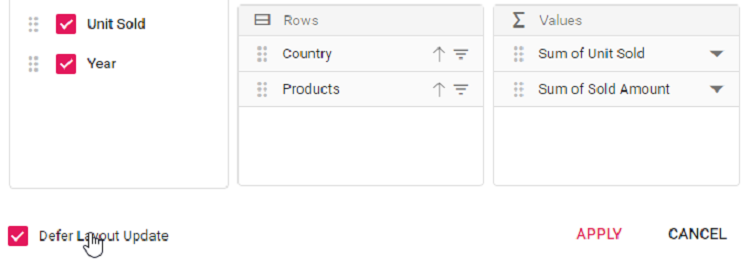 Unit Sold
Year
Rows
Country
Products
Σ Values
Sum of Unit Sold
Sum of Sold Amount
Defer Layout Update
APPLY
CANCEL